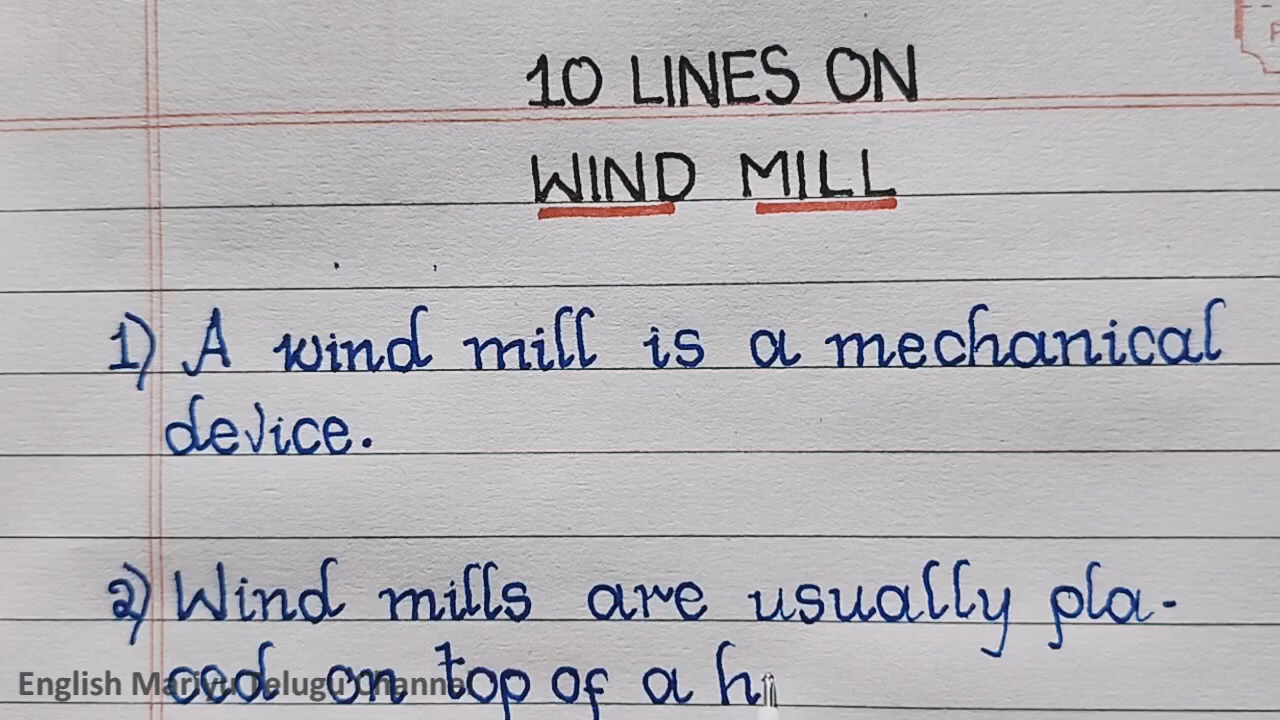 10 LINES ON
WIND MILL
1) A wind mill is a mechanical
device.
2) Wind mills are usually pla-
ced on top of a h
English Mariyu Telugu Channel